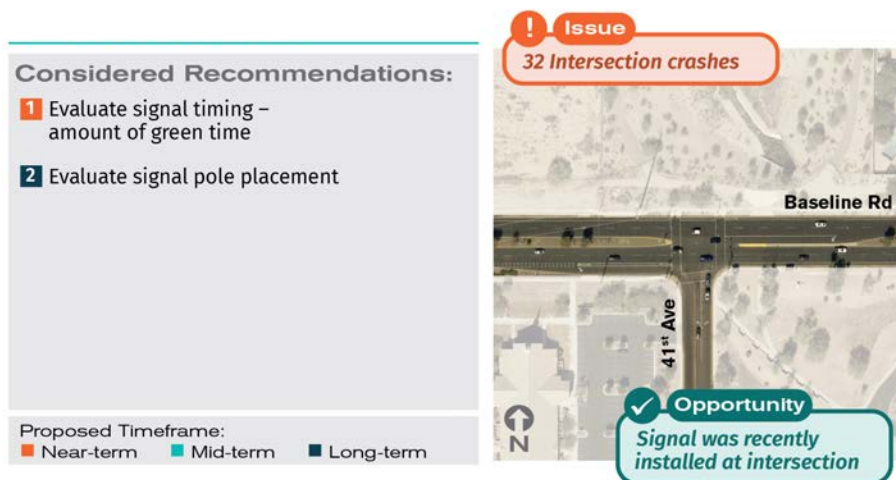 Considered Recommendations:
1 Evaluate signal timing –
amount of green time
2 Evaluate signal pole placement
Proposed Timeframe:
Near-term Mid-term Long-term
! Issue
32 Intersection crashes
Baseline Rd
41st Ave
N
Opportunity
Signal was recently
installed at intersection